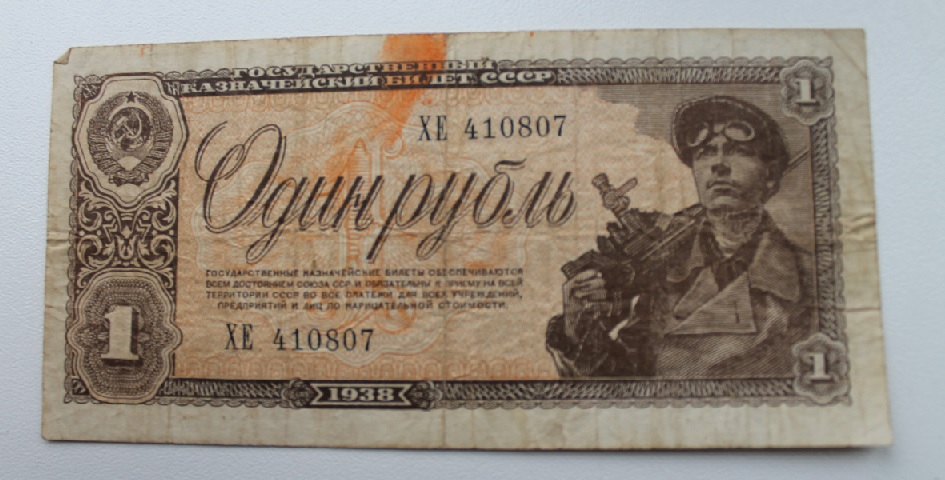 ГОСУДАРСТВЕННЫЙ
КАЗНАЧЕЙСКИЙ БИЛЕТ СССР
1
ХЕ 410807
Один рубль
ГОСУДАРСТВЕННЫЕ КАЗНАЧЕЙСКИЕ БИЛЕТЫ ОБЕСПЕЧИВАЮТСЯ
ВСЕМ ДОСТОЯНИЕМ СОЮЗА ССР И ОБЯЗАТЕЛЬНЫ К ПРИЕМУ НА ВСЕЙ
ТЕРРИТОРИИ СССР ВО ВСЕ ПЛАТЕЖИ ДЛЯ ВСЕХ УЧРЕЖДЕНИЙ,
ПРЕДПРИЯТИЙ И ЛИЦ ПО НАРИЦАТЕЛЬНОЙ СТОИМОСТИ.
1
ХЕ 410807
1
1938